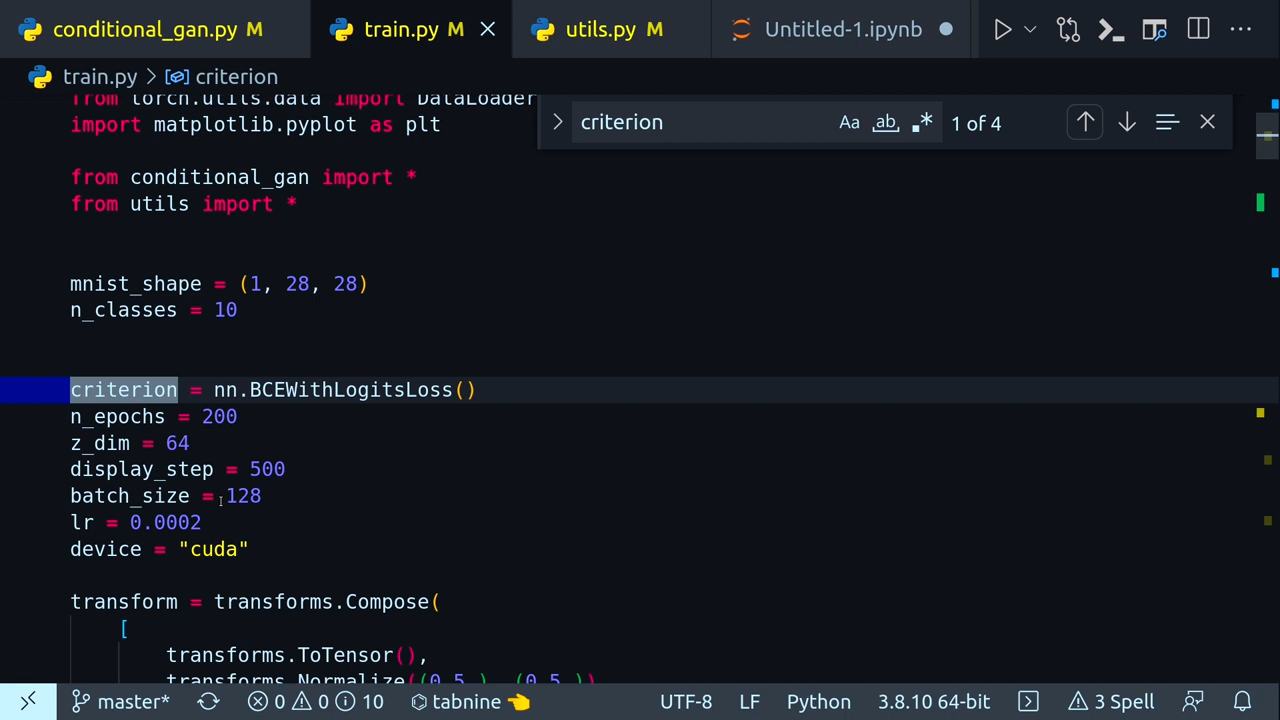 conditional_gan.py M train.py M utils.py M Untitled-1.ipynb
train.py > criterion
from torch.utils.data import DataLoader
criterion Aa ab 1 of 4
import matplotlib.pyplot as plt
from conditional_gan import *
from utils import *
mnist_shape = (1, 28, 28)
n_classes = 10
criterion = nn.BCEWithLogitsLoss()
n_epochs = 200
z_dim = 64
display_step = 500
batch_size = 128
lr = 0.0002
device = "cuda"
transform = transforms.Compose(
[
transforms.ToTensor(),
transforms.Normalize((0.5,), (0.5,))
master* 0 0 10 tabnine UTF-8 LF Python 3.8.10 64-bit 3 Spell